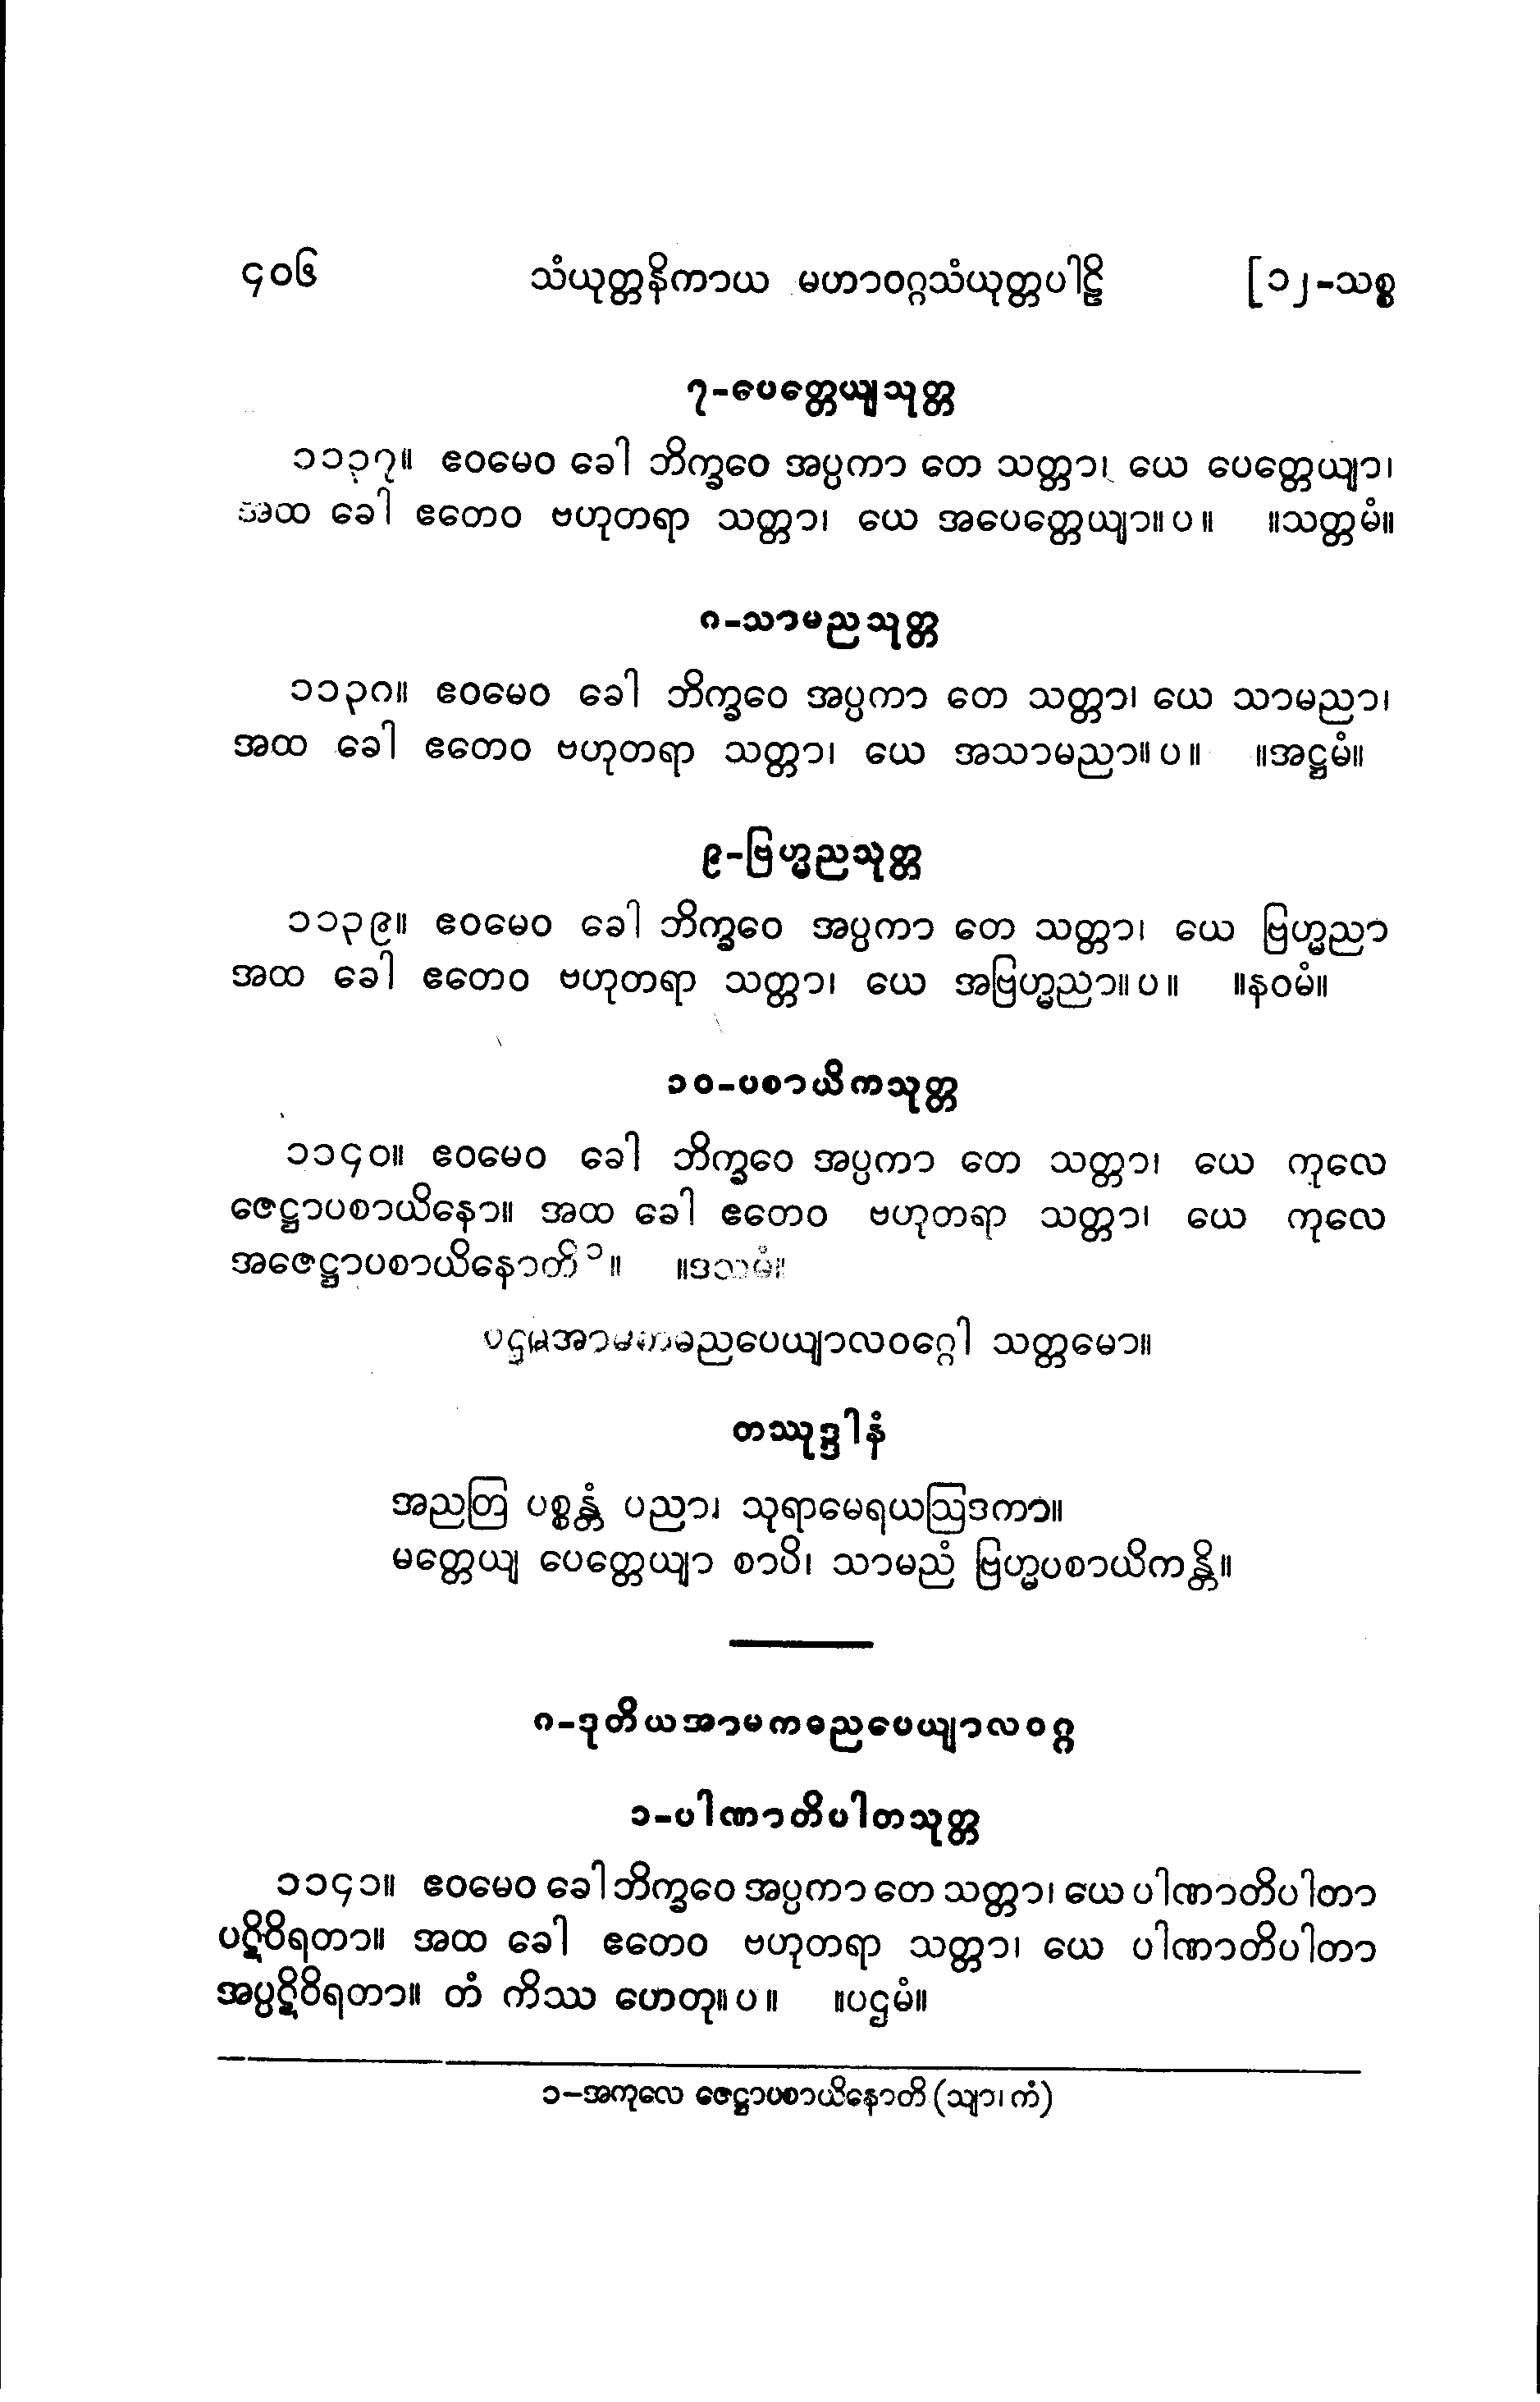 ၄၀၆ သံယုတ္တနိကာယ မဟာဝဂ္ဂသံယုတ္တပါဠိ [၁၂-သစ္စ
၇-ပေတ္တေယျသုတ္တ
၁၁၃၇။ ဧဝမေဝ ခေါ ဘိက္ခဝေ အပ္ပကာ တေ သတ္တာ၊ ယေ ပေတ္တေယျာ၊
အထ ခေါ ဧတေဝ ဗဟုတရာ သတ္တာ၊ ယေ အပေတ္တေယျာ။ပ။ ။သတ္တမံ။
၈-သာမညသုတ္တ
၁၁၃၈။ ဧဝမေဝ ခေါ ဘိက္ခဝေ အပ္ပကာ တေ သတ္တာ၊ ယေ သာမညာ၊
အထ ခေါ ဧတေဝ ဗဟုတရာ သတ္တာ၊ ယေ အသာမညာ။ပ။ ။အဋ္ဌမံ။
၉-ဗြဟ္မညသုတ္တ
၁၁၃၉။ ဧဝမေဝ ခေါ ဘိက္ခဝေ အပ္ပကာ တေ သတ္တာ၊ ယေ ဗြဟ္မညာ
အထ ခေါ ဧတေဝ ဗဟုတရာ သတ္တာ၊ ယေ အဗြဟ္မညာ။ပ။ ။နဝမံ။
၁၀-ပစာယိကသုတ္တ
၁၁၄၀။ ဧဝမေဝ ခေါ ဘိက္ခဝေ အပ္ပကာ တေ သတ္တာ၊ ယေ ကုလေ
ဇေဋ္ဌာပစာယိနော။ အထ ခေါ ဧတေဝ ဗဟုတရာ သတ္တာ၊ ယေ ကုလေ
အဇေဋ္ဌာပစာယိနောတိ၁။ ။ဒသမံ။
ပဌမအာမကဓညပေယျာလဝဂ္ဂေါ သတ္တမော။
တဿုဒ္ဒါနံ
အညတြ ပစ္စန္တံ ပညာ၊ သုရာမေရယဩဒကာ။
မတ္တေယျ ပေတ္တေယျာ စာပိ၊ သာမညံ ဗြဟ္မပစာယိကန္တိ။
၈-ဒုတိယအာမကဓညပေယျာလဝဂ္ဂ
၁-ပါဏာတိပါတသုတ္တ
၁၁၄၁။ ဧဝမေဝ ခေါ ဘိက္ခဝေ အပ္ပကာ တေ သတ္တာ၊ ယေ ပါဏာတိပါတာ
ပဋိဝိရတာ။ အထ ခေါ ဧတေဝ ဗဟုတရာ သတ္တာ၊ ယေ ပါဏာတိပါတာ
အပ္ပဋိဝိရတာ။ တံ ကိဿ ဟေတု။ပ။ ။ပဌမံ။
၁-အကုလေ ဇေဋ္ဌာပစာယိနောတိ (သျာ၊ ကံ)